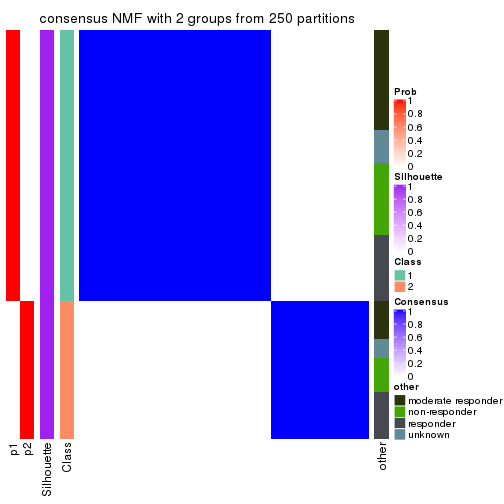 consensus NMF with 2 groups from 250 partitions
Prob
1
0.8
0.6
0.4
0.2
0
Silhouette
1
0.8
0.6
0.4
0.2
0
Class
1
2
Consensus
1
0.8
0.6
0.4
0.2
0
other
moderate responder
non-responder
responder
unknown
p1
p2
Silhouette
Class
other